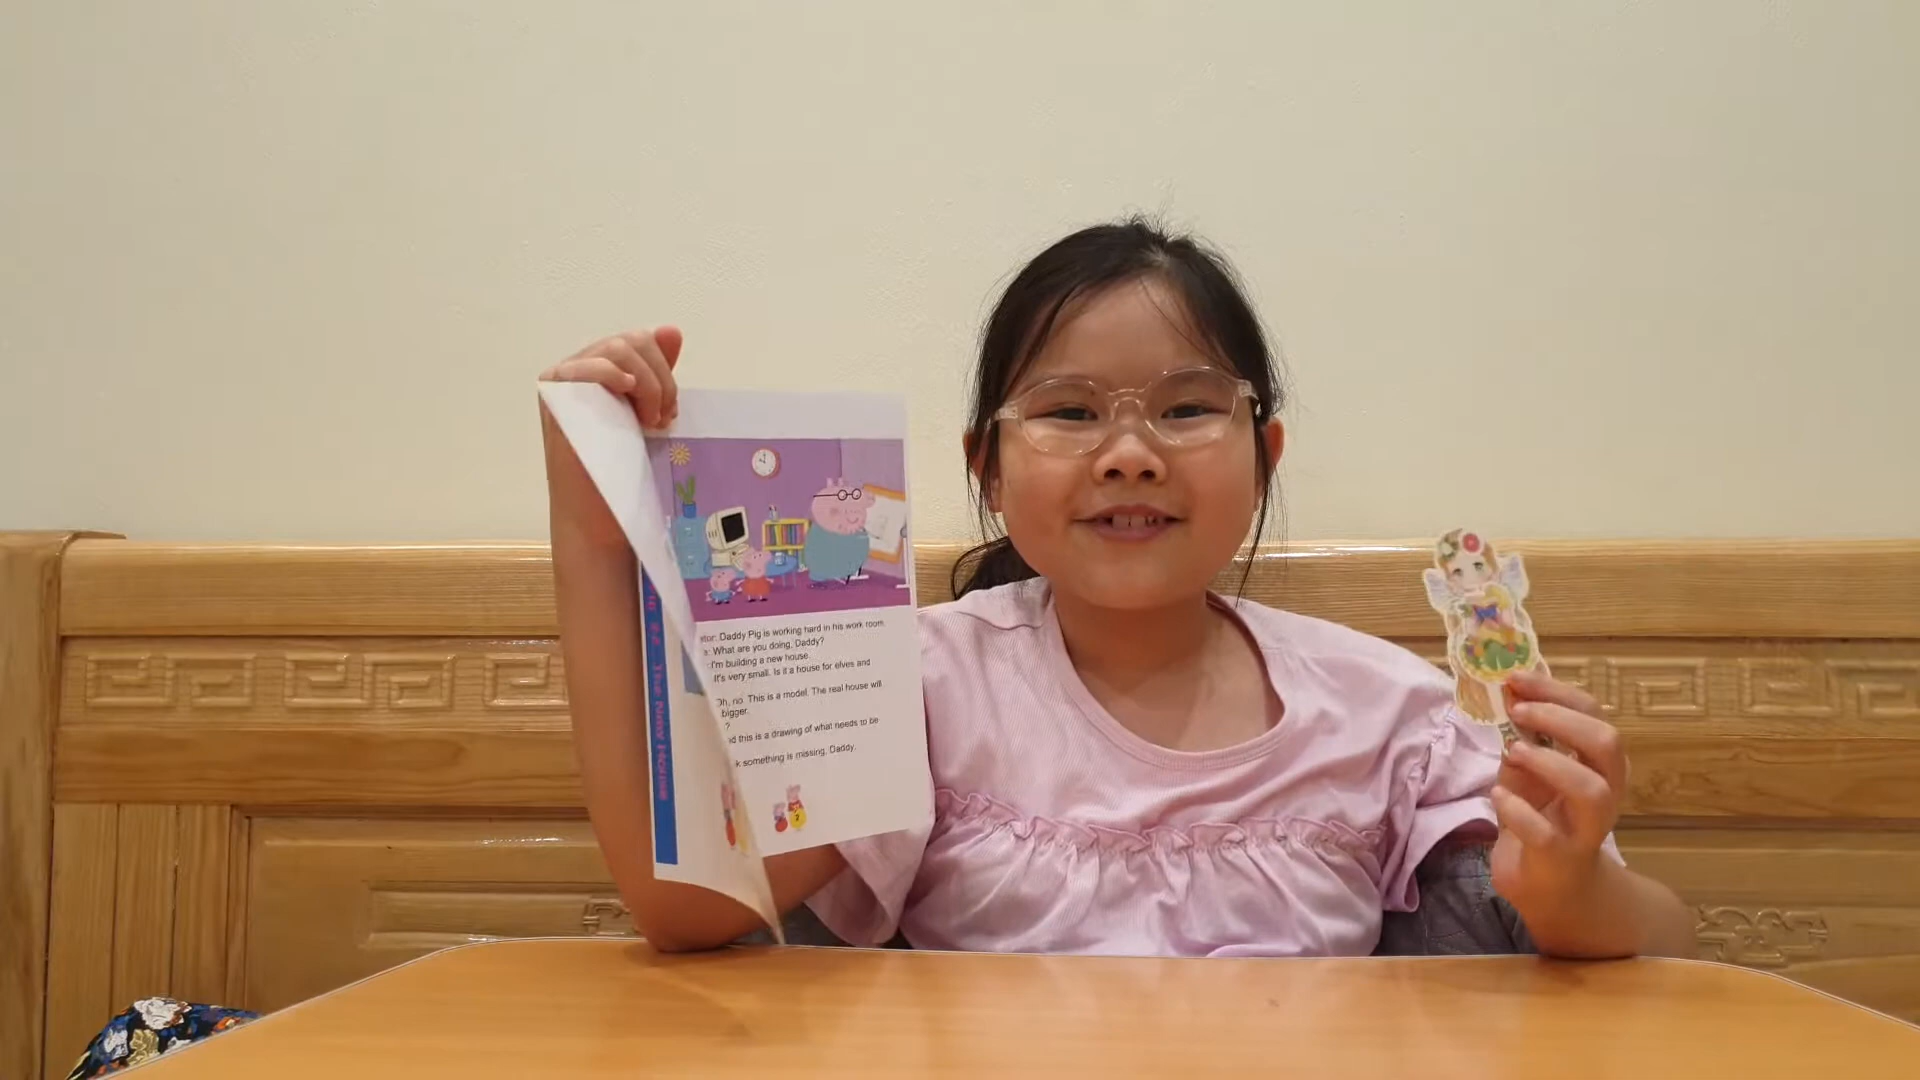 The New House
Daddy Pig is working hard in his work room.
What are you doing, Daddy?
I'm building a new house.
It's very small. Is it a house for elves and
Oh, no. This is a model. The real house will
bigger.
?
this is a drawing of what needs to be
something is missing, Daddy.
2